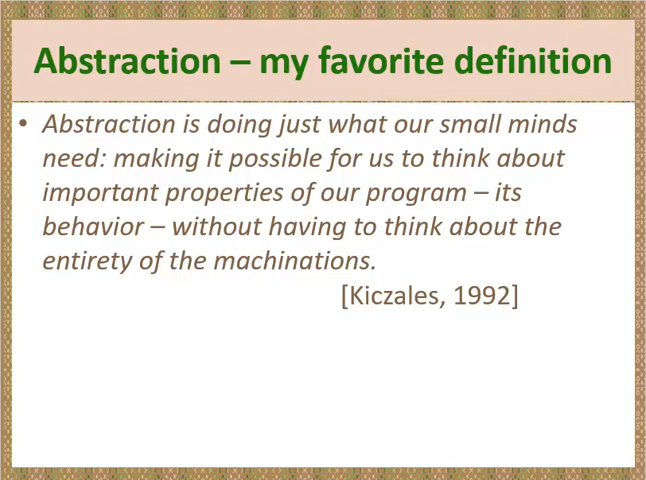 Abstraction – my favorite definition
• Abstraction is doing just what our small minds
need: making it possible for us to think about
important properties of our program – its
behavior – without having to think about the
entirety of the machinations.
[Kiczales, 1992]